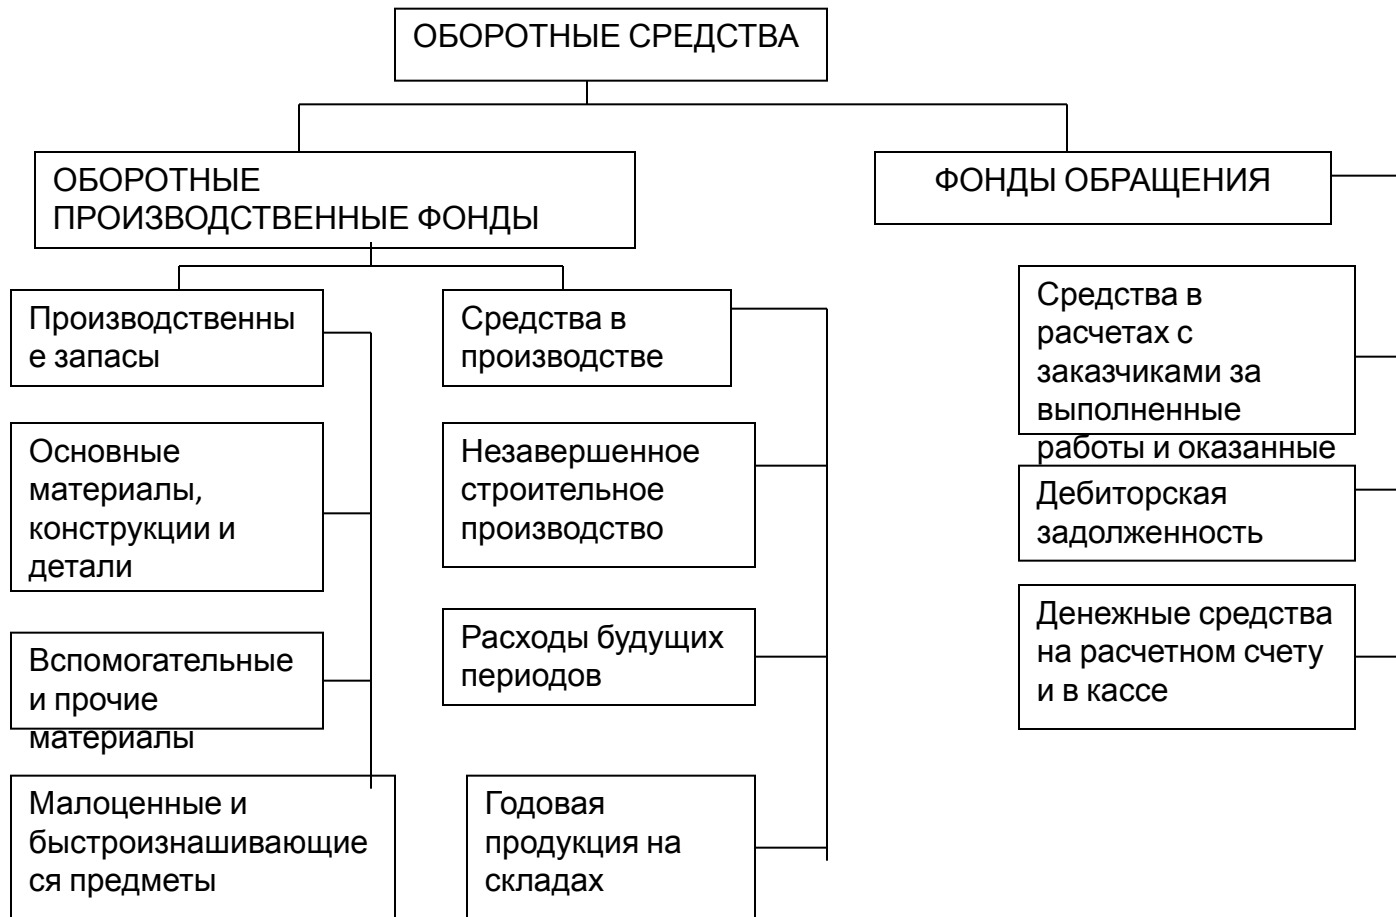 ОБОРОТНЫЕ СРЕДСТВА
ОБОРОТНЫЕ
ПРОИЗВОДСТВЕННЫЕ ФОНДЫ
ФОНДЫ ОБРАЩЕНИЯ
Производственны
е запасы
Основные
материалы,
конструкции и
детали
Вспомогательные
и прочие
материалы
Малоценные и
быстроизнашивающие
ся предметы
Средства в
производстве
Незавершенное
строительное
производство
Расходы будущих
периодов
Годовая
продукция на
складах
Средства в
расчетах с
заказчиками за
выполненные
работы и оказанные
Дебиторская
задолженность
Денежные средства
на расчетном счету
и в кассе